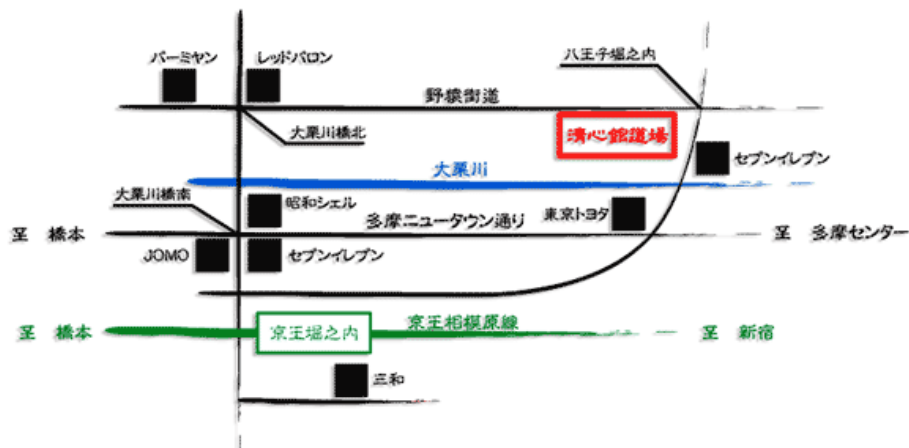 バーミヤン
レッドバロン
八王子堀之内
野猿街道
大栗川橋北
清心館道場
セブンイレブン
大栗川
大栗川橋南
昭和シェル
東京トヨタ
多摩ニュータウン通り
至 橋本
至 多摩センター
JOMO
セブンイレブン
京王相模原線
至 橋本
京王堀之内
至 新宿
三和